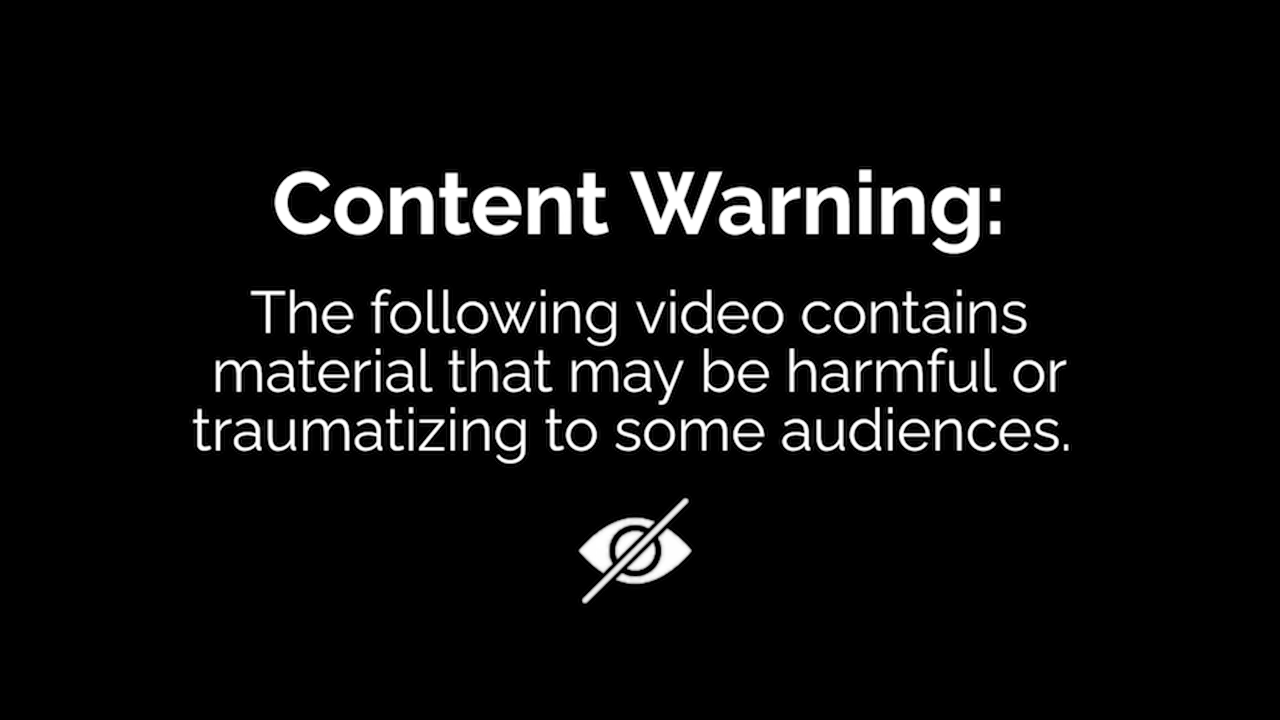 Content Warning:
The following video contains
material that may be harmful or
traumatizing to some audiences.